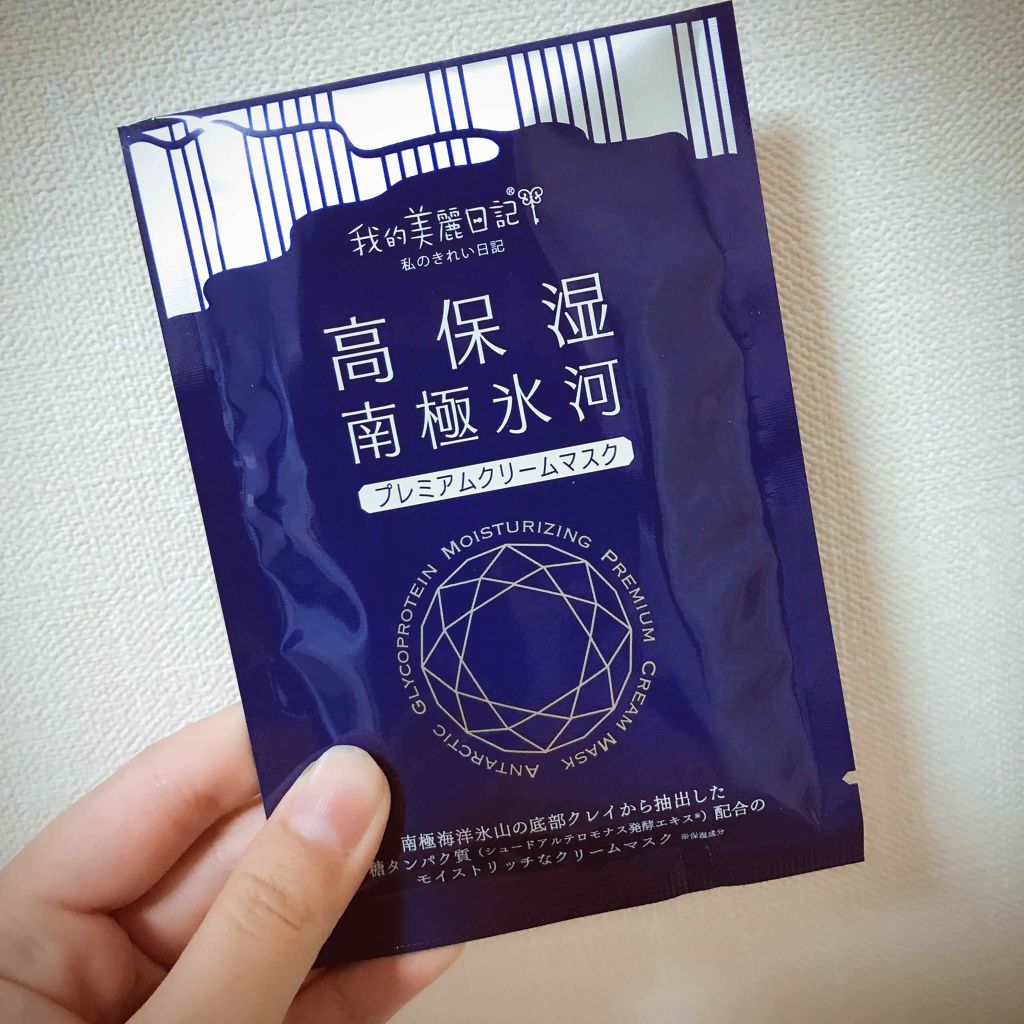 我的美麗日記®
私のきれい日記
高保湿
南極氷河
プレミアムクリームマスク
ANTARCTIC GLYCOPROTEIN MOISTURIZING PREMIUM CREAM MASK
南極海洋氷山の底部クレイから抽出した
糖タンパク質(シュードアルテロモナス発酵エキス※)配合の
モイストリッチなクリームマスク ※保湿成分